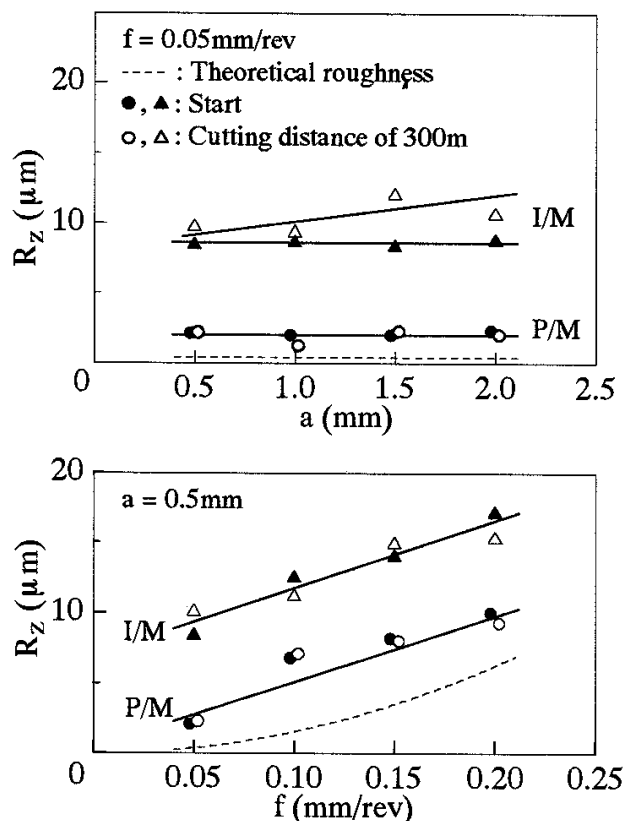 f = 0.05mm/rev
20
: Theoretical roughness
●, ▲: Start
○, △: Cutting distance of 300m
Rz (μm)
10
I/M
P/M
0
0.5 1.0 1.5 2.0 2.5
a (mm)
20
a = 0.5mm
Rz (μm)
10
I/M
P/M
0
0.05 0.10 0.15 0.20 0.25
f (mm/rev)